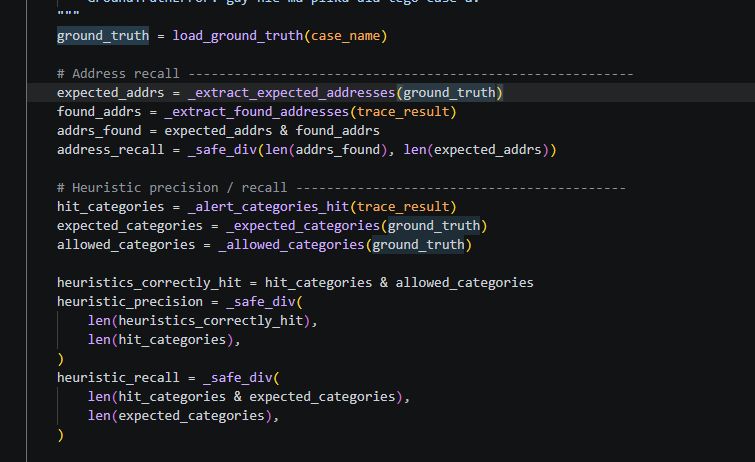 """
ground_truth = load_ground_truth(case_name)
# Address recall ---------------------------------------------------------
expected_addrs = _extract_expected_addresses(ground_truth)
found_addrs = _extract_found_addresses(trace_result)
addrs_found = expected_addrs & found_addrs
address_recall = _safe_div(len(addrs_found), len(expected_addrs))
# Heuristic precision / recall ------------------------------------------
hit_categories = _alert_categories_hit(trace_result)
expected_categories = _expected_categories(ground_truth)
allowed_categories = _allowed_categories(ground_truth)
heuristics_correctly_hit = hit_categories & allowed_categories
heuristic_precision = _safe_div(
len(heuristics_correctly_hit),
len(hit_categories),
)
heuristic_recall = _safe_div(
len(hit_categories & expected_categories),
len(expected_categories),
)